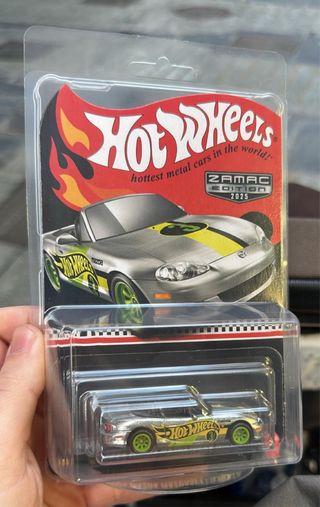 HOT WHEELS
hottest metal cars in the world!
ZAMAC
EDITION
2025
HOT WHEELS
HOT WHEELS